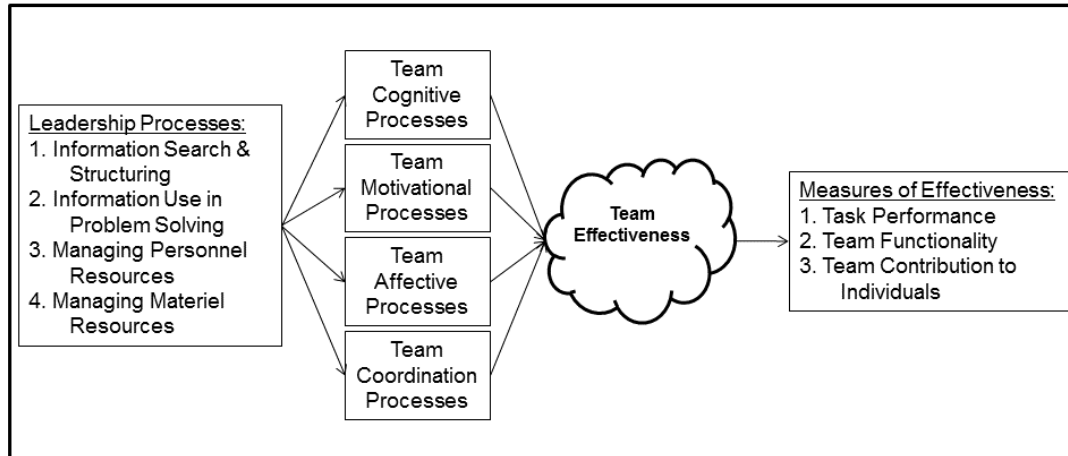 Leadership Processes:
1. Information Search &
Structuring
2. Information Use in
Problem Solving
3. Managing Personnel
Resources
4. Managing Materiel
Resources
Team
Cognitive
Processes
Team
Motivational
Processes
Team
Affective
Processes
Team
Coordination
Processes
Team
Effectiveness
Measures of Effectiveness:
1. Task Performance
2. Team Functionality
3. Team Contribution to
Individuals